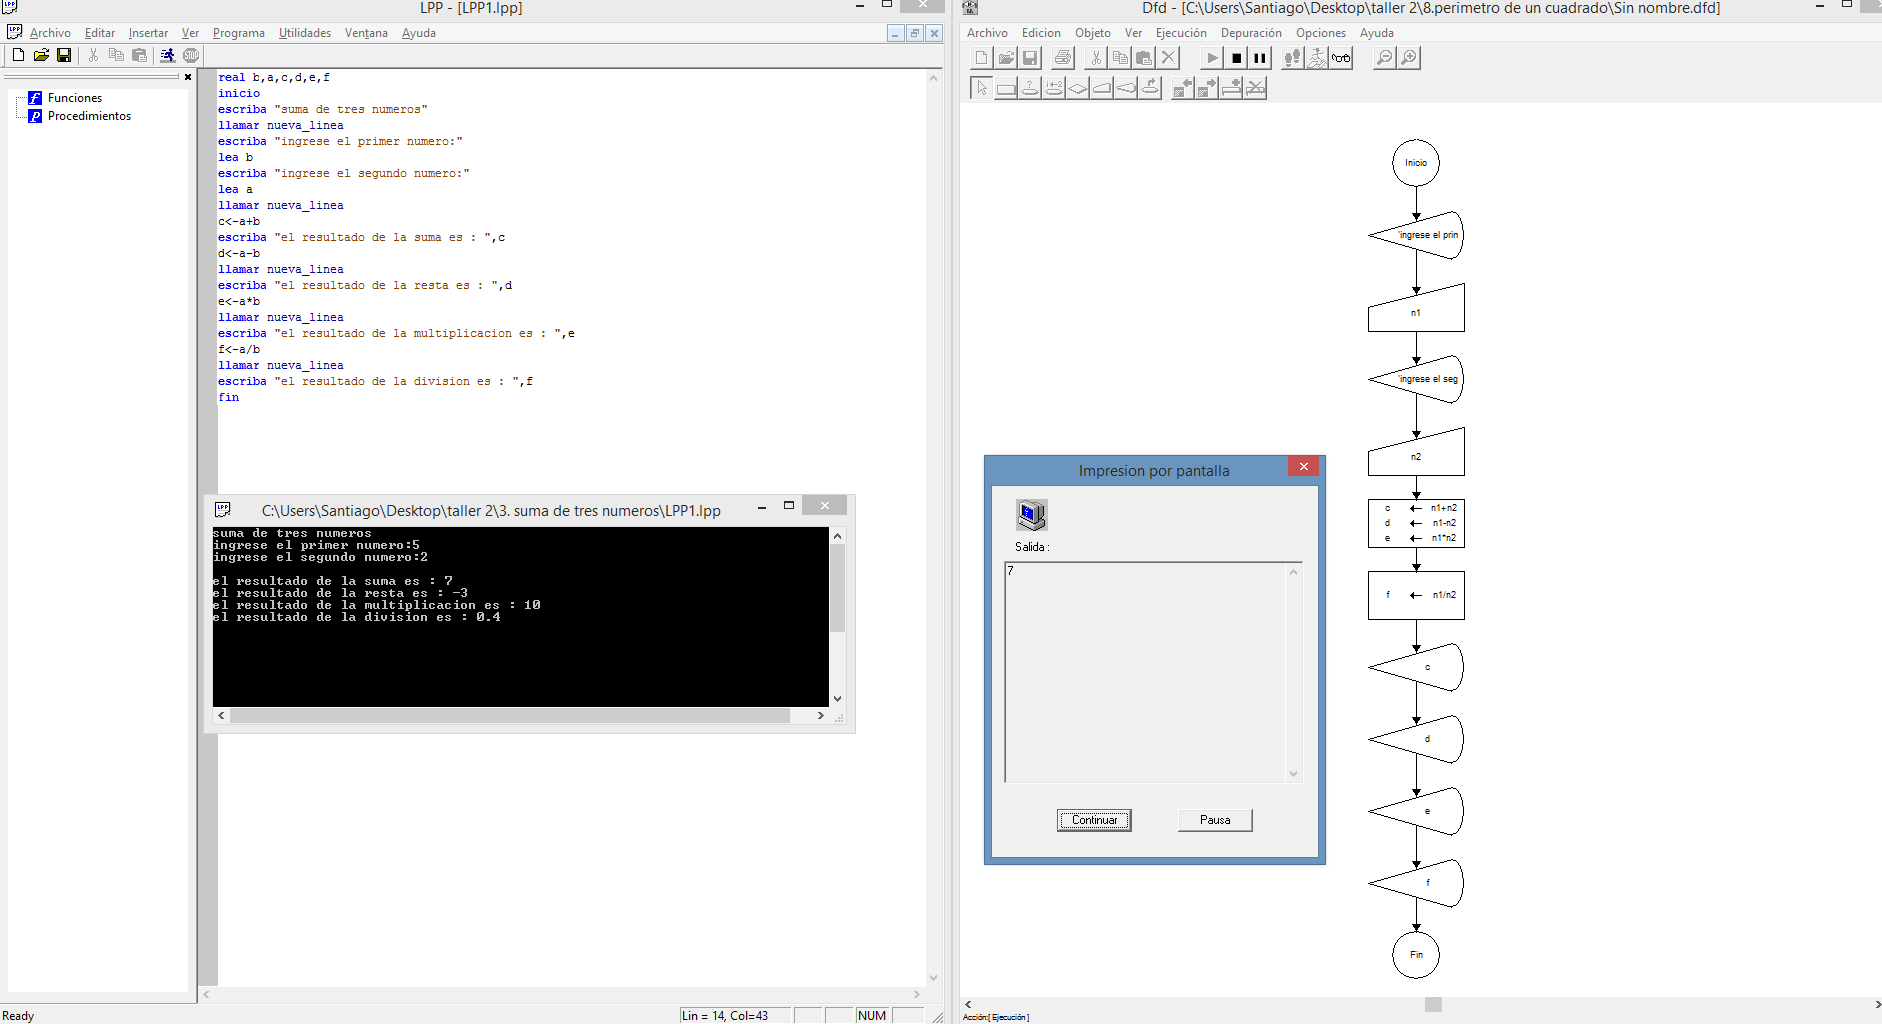 LPP - [LPP1.lpp]
Archivo Editar Insertar Ver Programa Utilidades Ventana Ayuda
Funciones
Procedimientos
real b,a,c,d,e,f
inicio
escriba "suma de tres numeros"
llamar nueva_linea
escriba "ingrese el primer numero:"
lea b
escriba "ingrese el segundo numero:"
lea a
llamar nueva_linea
c<-a+b
escriba "el resultado de la suma es : ",c
d<-a-b
llamar nueva_linea
escriba "el resultado de la resta es : ",d
e<-a*b
llamar nueva_linea
escriba "el resultado de la multiplicacion es : ",e
f<-a/b
llamar nueva_linea
escriba "el resultado de la division es : ",f
fin
C:\Users\Santiago\Desktop\taller 2\3. suma de tres numeros\LPP1.lpp
suma de tres numeros
ingrese el primer numero:5
ingrese el segundo numero:2
el resultado de la suma es : 7
el resultado de la resta es : -3
el resultado de la multiplicacion es : 10
el resultado de la division es : 0.4
Ready
Lin = 14, Col=43
NUM
Dfd - [C:\Users\Santiago\Desktop\taller 2\8.perimetro de un cuadrado\Sin nombre.dfd]
Archivo Edicion Objeto Ver Ejecución Depuración Opciones Ayuda
Inicio
'ingrese el prin
n1
'ingrese el seg
n2
c ← n1+n2
d ← n1-n2
e ← n1*n2
f ← n1/n2
c
d
e
f
Fin
Impresion por pantalla
Salida :
7
Continuar
Pausa
Acción:[ Ejecución ]